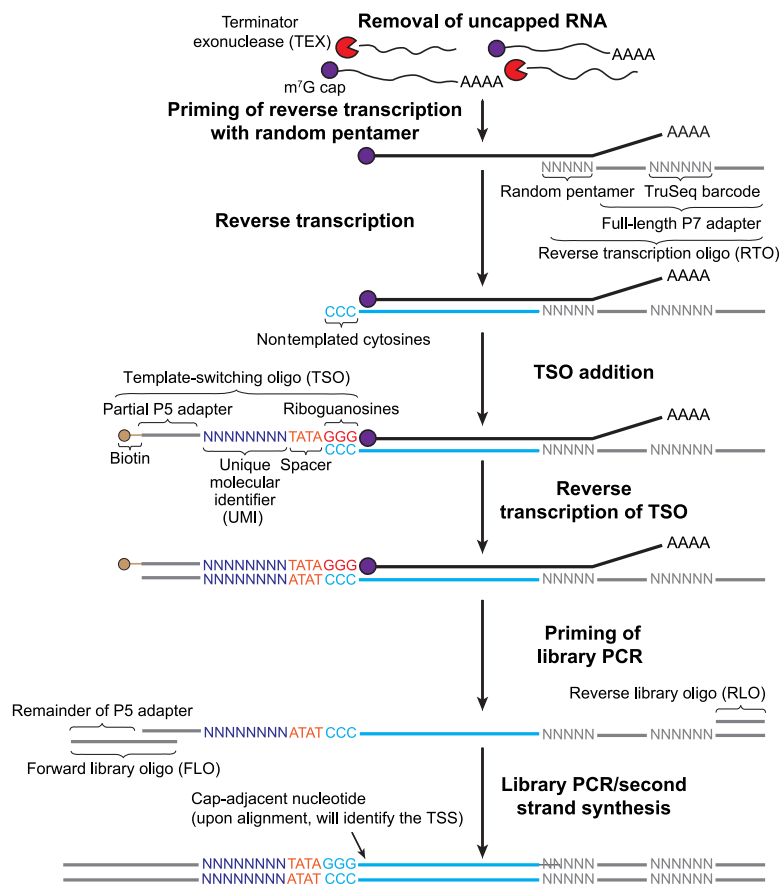 Terminator
exonuclease (TEX)
Removal of uncapped RNA
AAAA
m⁷G cap
AAAA
Priming of reverse transcription
with random pentamer
AAAA
NNNNN NNNNNN
Random pentamer TruSeq barcode
Full-length P7 adapter
Reverse transcription oligo (RTO)
Reverse transcription
AAAA
CCC NNNNN NNNNNN
Nontemplated cytosines
TSO addition
Template-switching oligo (TSO)
Partial P5 adapter Riboguanosines
AAAA
NNNNNNNN TATA GGG
CCC NNNNN NNNNNN
Biotin Unique
molecular
identifier
(UMI)
Spacer
Reverse
transcription of TSO
AAAA
NNNNNNNN TATA GGG
NNNNNNNN ATAT CCC NNNNN NNNNNN
Priming of
library PCR
Reverse library oligo (RLO)
Remainder of P5 adapter
NNNNNNNN ATAT CCC NNNNN NNNNNN
Forward library oligo (FLO)
Library PCR/second
strand synthesis
Cap-adjacent nucleotide
(upon alignment, will identify the TSS)
NNNNNNNN TATA GGG NNNNN NNNNNN
NNNNNNNN ATAT CCC NNNNN NNNNNN